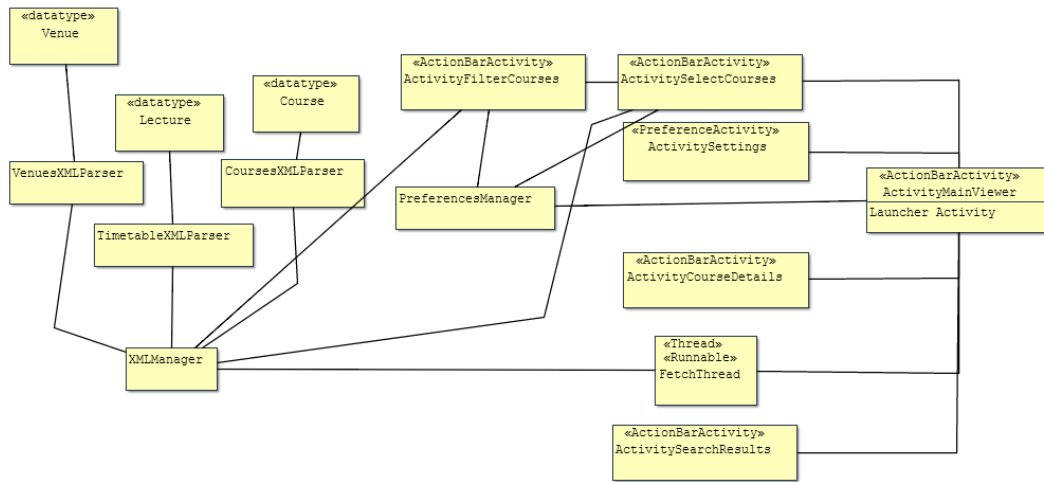 «datatype»
Venue
«datatype»
Lecture
«datatype»
Course
VenuesXMLParser
TimetableXMLParser
CoursesXMLParser
XMLManager
«ActionBarActivity»
ActivityFilterCourses
«ActionBarActivity»
ActivitySelectCourses
«PreferenceActivity»
ActivitySettings
PreferencesManager
«ActionBarActivity»
ActivityMainViewer
Launcher Activity
«ActionBarActivity»
ActivityCourseDetails
«Thread»
«Runnable»
FetchThread
«ActionBarActivity»
ActivitySearchResults